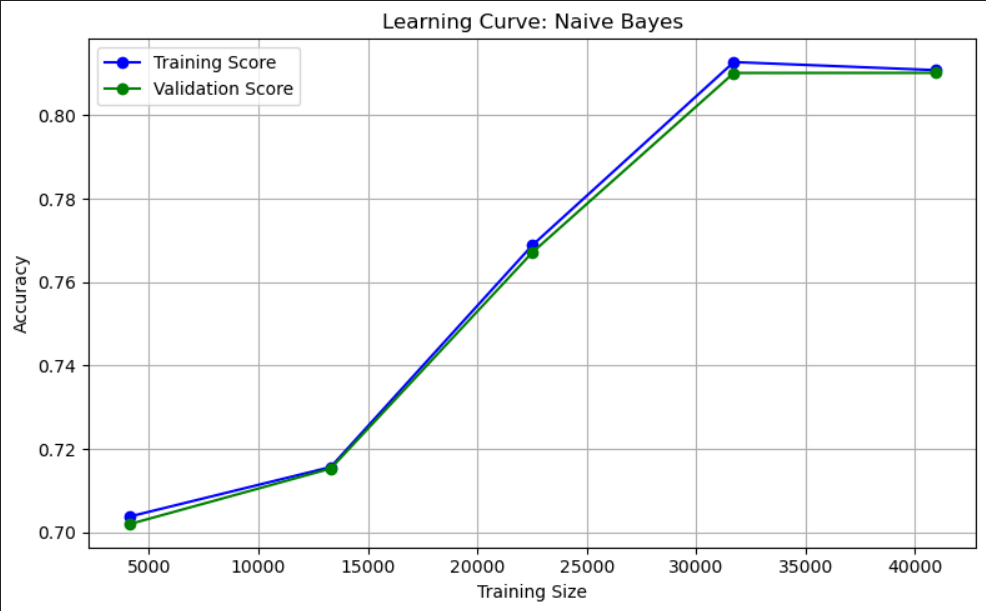 Learning Curve: Naive Bayes
Training Score
Validation Score
0.80
0.78
0.76
0.74
0.72
0.70
Accuracy
5000 10000 15000 20000 25000 30000 35000 40000
Training Size